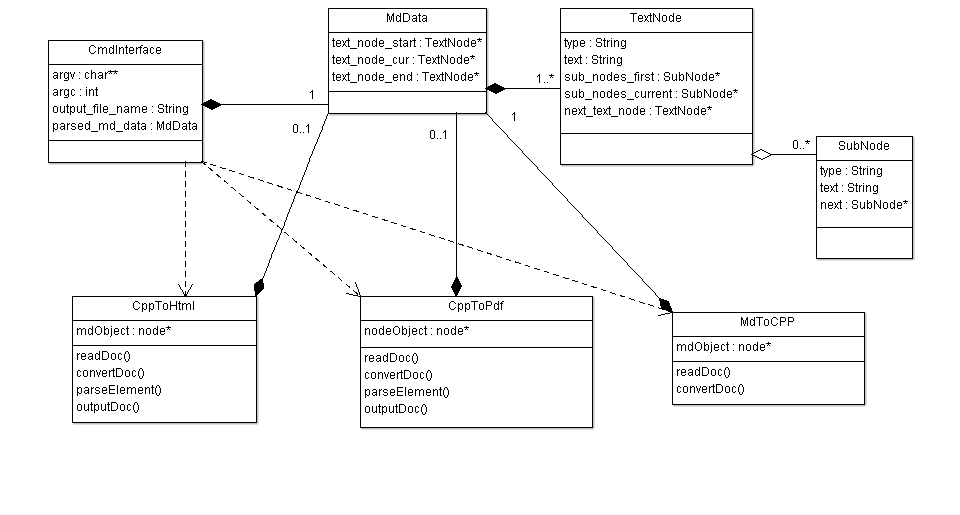 MdData
text_node_start : TextNode*
text_node_cur : TextNode*
text_node_end : TextNode*
TextNode
type : String
text : String
sub_nodes_first : SubNode*
sub_nodes_current : SubNode*
next_text_node : TextNode*
CmdInterface
argv : char**
argc : int
output_file_name : String
parsed_md_data : MdData
1
1..*
0..1
0..1
1
0..*
SubNode
type : String
text : String
next : SubNode*
CppToHtml
mdObject : node*
readDoc()
convertDoc()
parseElement()
outputDoc()
CppToPdf
nodeObject : node*
readDoc()
convertDoc()
parseElement()
outputDoc()
MdToCPP
mdObject : node*
readDoc()
convertDoc()